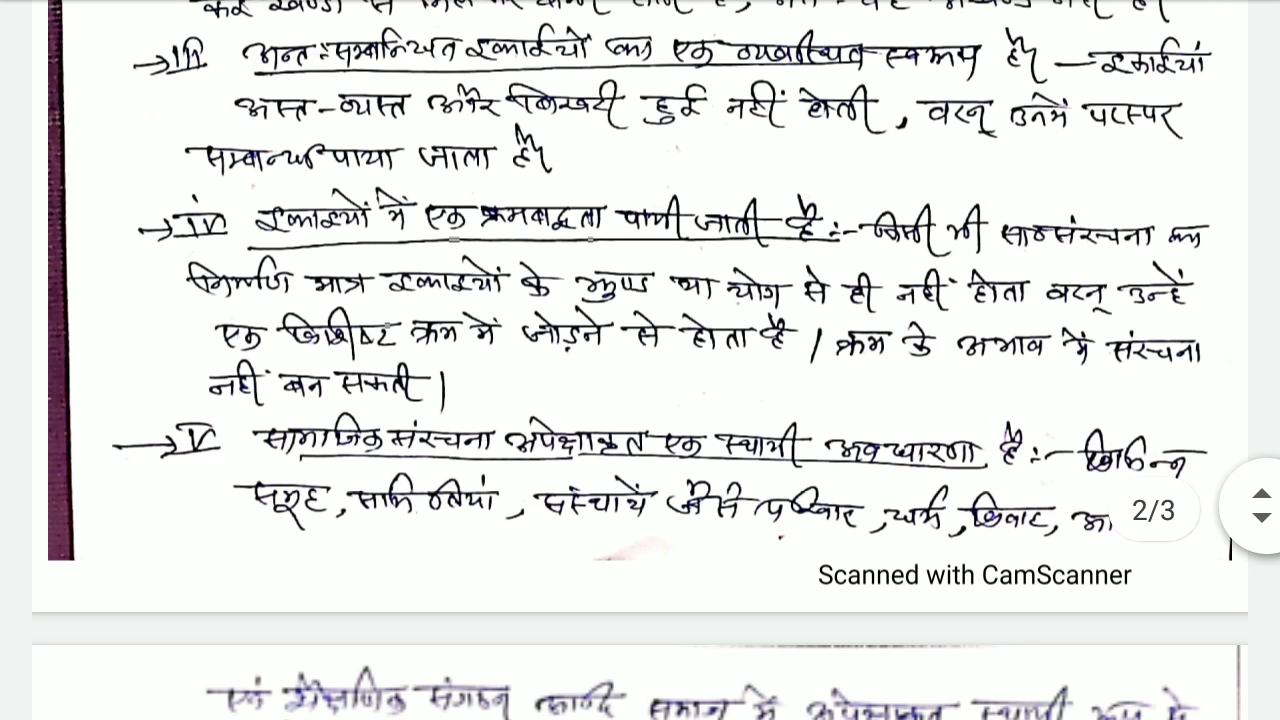 → III अन्तः सम्बन्धित इकाईयों का एक व्यवस्थित स्वरूप है — इकाईयां
अस्त-व्यस्त और बिखरी हुई नहीं होती, वरन् उनमें परस्पर
सम्बन्ध पाया जाता है
→ IV इकाइयों में एक क्रमबद्धता पायी जाती है :- किसी भी सा० संरचना का
निर्माण मात्र इकाइयों के झुण्ड या योग से ही नहीं होता वरन् उन्हें
एक विशिष्ट क्रम में जोड़ने से होता है | क्रम के अभाव में संरचना
नहीं बन सकती |
→ V सामाजिक संरचना अपेक्षाकृत एक स्थायी अवधारणा है :- विभिन्न
समूह, समितियां, संस्थायें जैसे परिवार, धर्म, विवाह,
2/3
Scanned with CamScanner
एवं शैक्षणिक संगठन आदि समाज में अपेक्षाकृत स्थायी रूप से